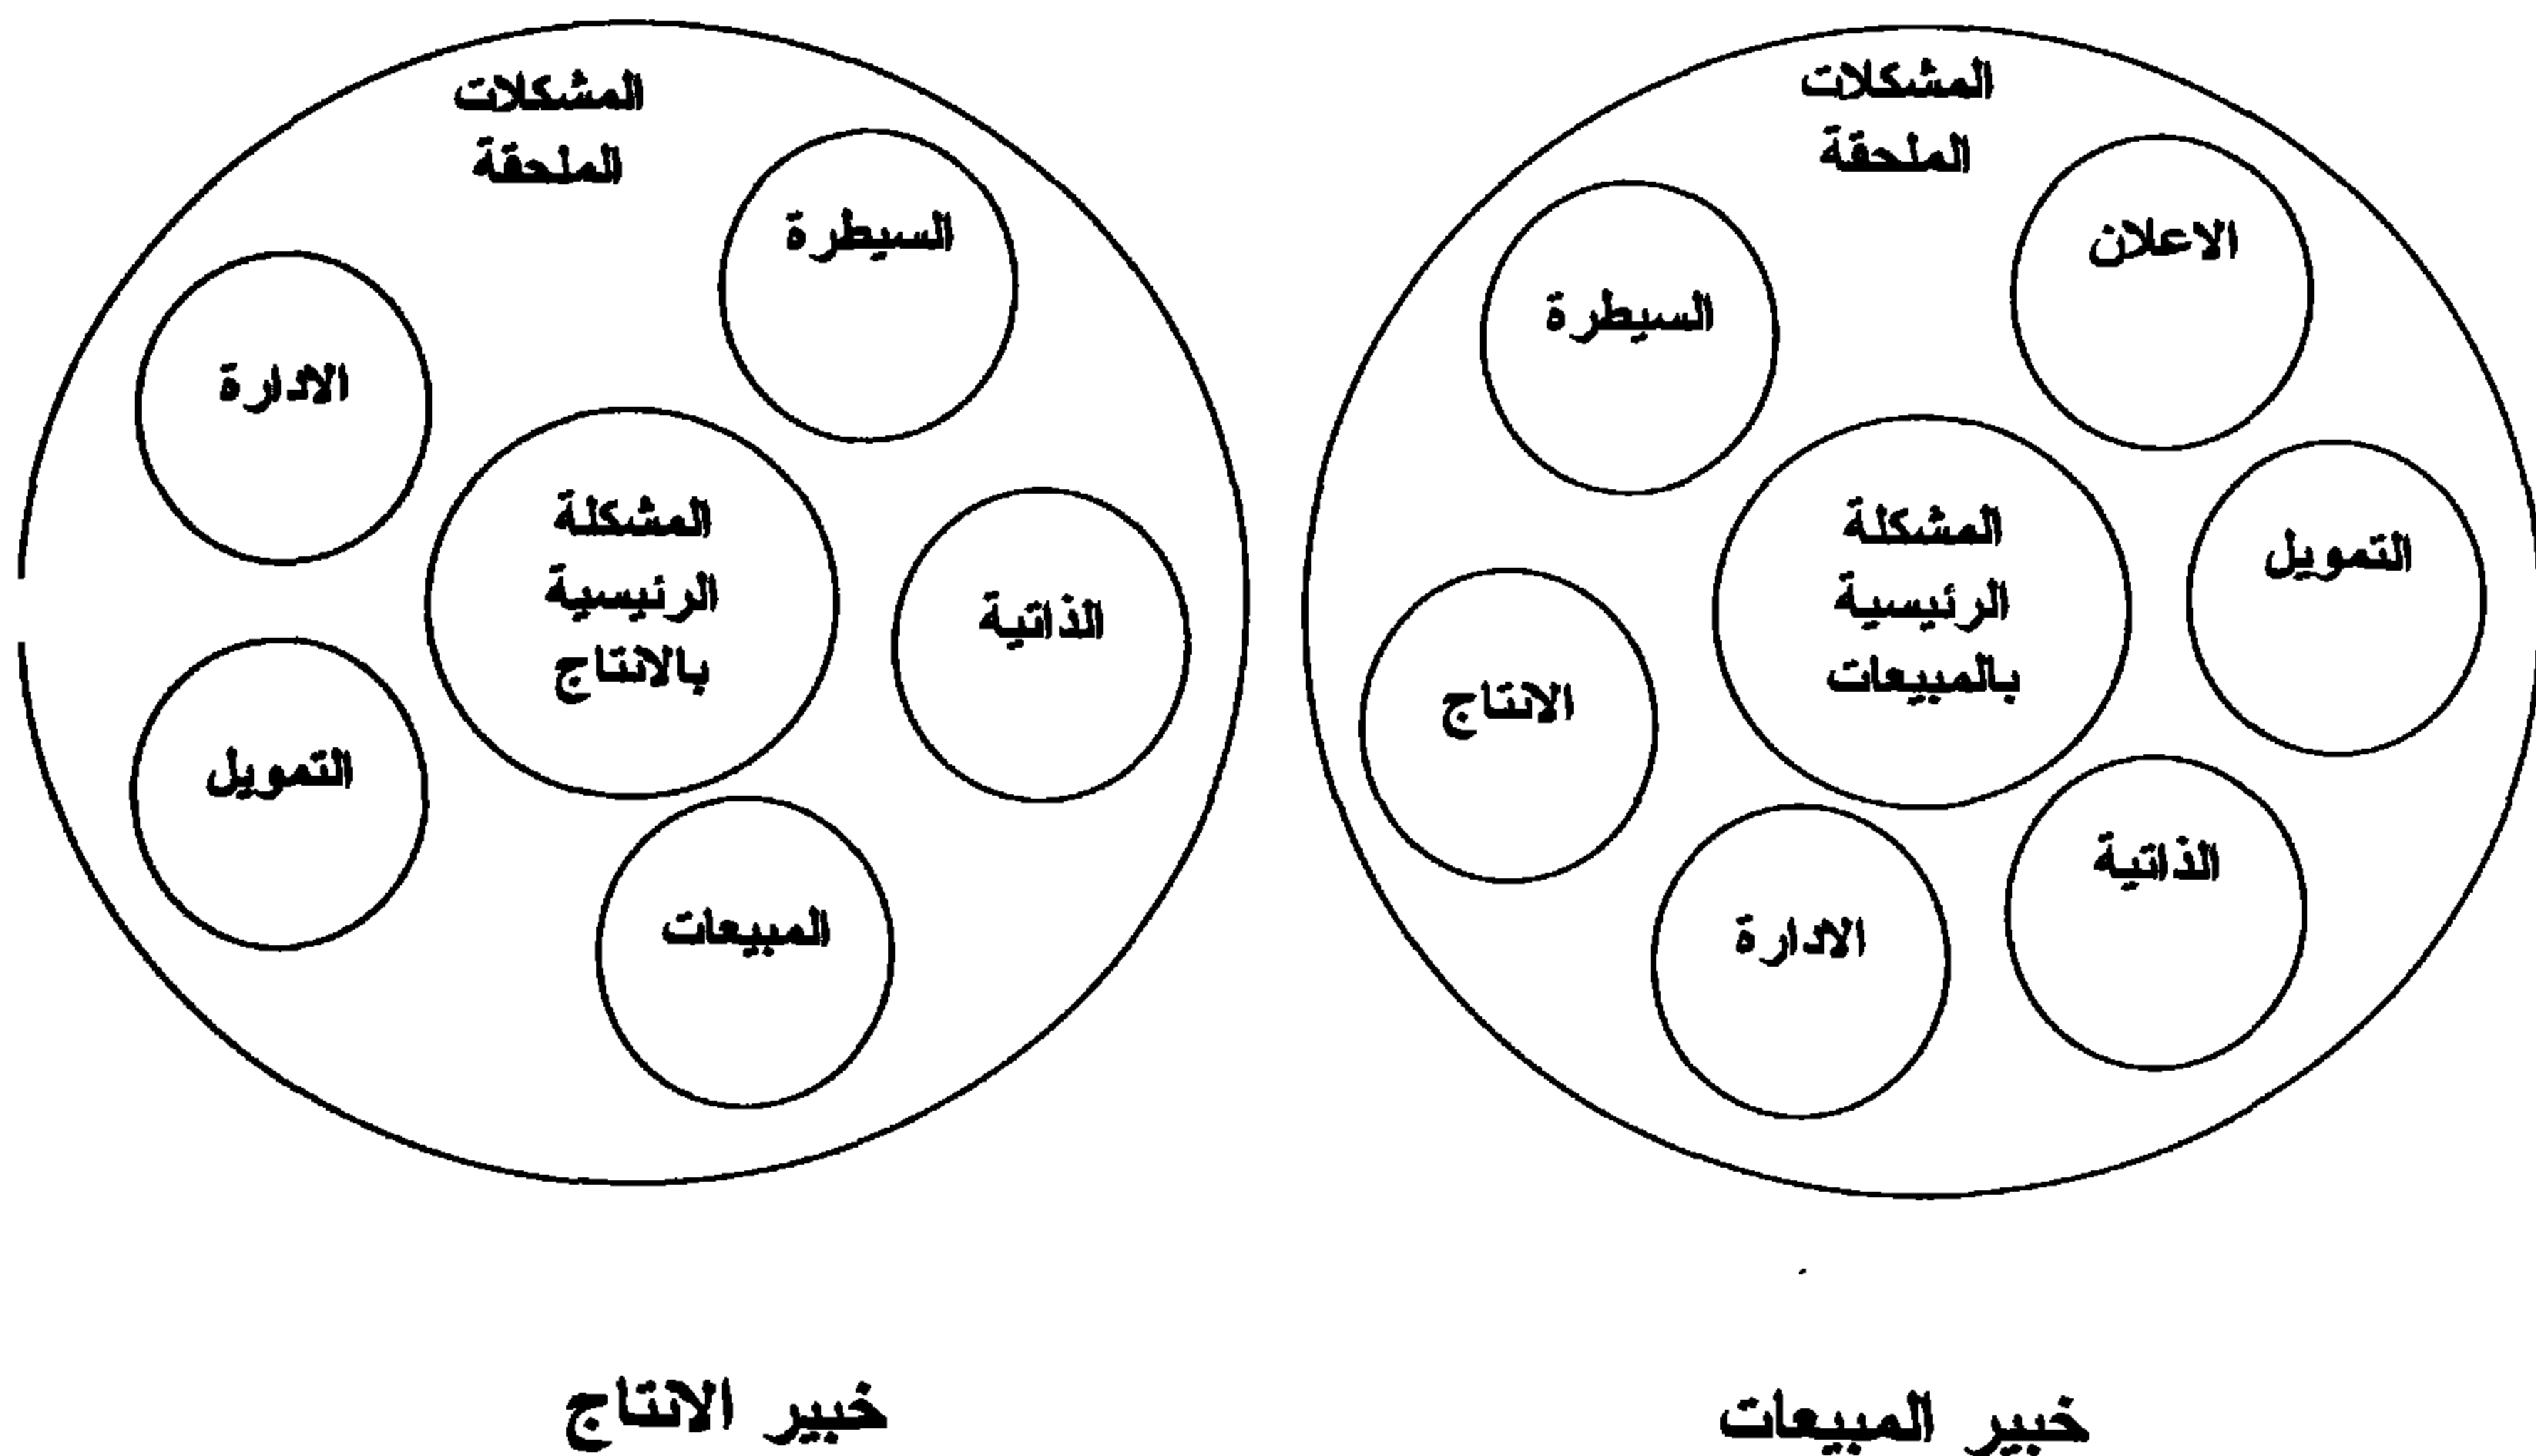 المشكلات
الملحقة
الاعلان
السيطرة
التمويل
المشكلة
الرئيسية
بالمبيعات
الانتاج
الذاتية
الادارة
خبير المبيعات
المشكلات
الملحقة
السيطرة
الادارة
المشكلة
الرئيسية
بالانتاج
الذاتية
التمويل
المبيعات
خبير الانتاج